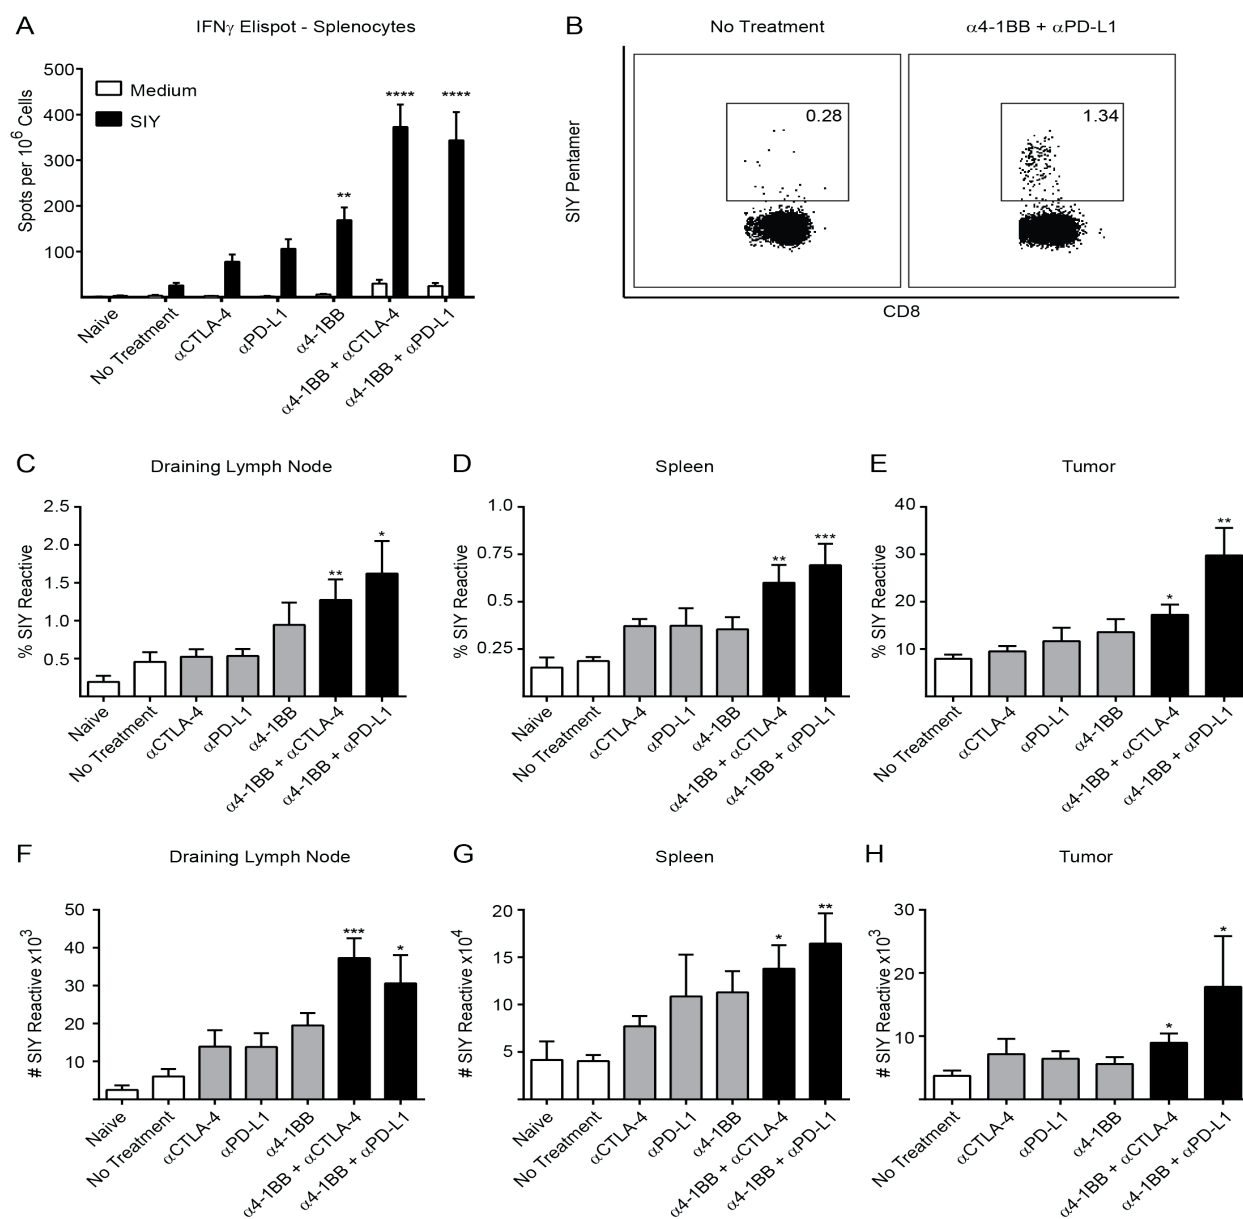 A
IFNγ Elispot - Splenocytes
Spots per 10⁶ Cells
500
400
300
200
100
Medium
SIY
**
****
****
Naive
No Treatment
αCTLA-4
αPD-L1
α4-1BB
α4-1BB + αCTLA-4
α4-1BB + αPD-L1
B
No Treatment
α4-1BB + αPD-L1
SIY Pentamer
0.28
1.34
CD8
C
Draining Lymph Node
% SIY Reactive
2.5
2.0
1.5
1.0
0.5
**
*
Naive
No Treatment
αCTLA-4
αPD-L1
α4-1BB
α4-1BB + αCTLA-4
α4-1BB + αPD-L1
D
Spleen
% SIY Reactive
1.0
0.75
0.5
0.25
**
***
Naive
No Treatment
αCTLA-4
αPD-L1
α4-1BB
α4-1BB + αCTLA-4
α4-1BB + αPD-L1
E
Tumor
% SIY Reactive
40
30
20
10
*
**
No Treatment
αCTLA-4
αPD-L1
α4-1BB
α4-1BB + αCTLA-4
α4-1BB + αPD-L1
F
Draining Lymph Node
# SIY Reactive x10³
50
40
30
20
10
***
*
Naive
No Treatment
αCTLA-4
αPD-L1
α4-1BB
α4-1BB + αCTLA-4
α4-1BB + αPD-L1
G
Spleen
# SIY Reactive x10⁴
20
15
10
5
*
**
Naive
No Treatment
αCTLA-4
αPD-L1
α4-1BB
α4-1BB + αCTLA-4
α4-1BB + αPD-L1
H
Tumor
# SIY Reactive x10³
30
20
10
*
*
No Treatment
αCTLA-4
αPD-L1
α4-1BB
α4-1BB + αCTLA-4
α4-1BB + αPD-L1